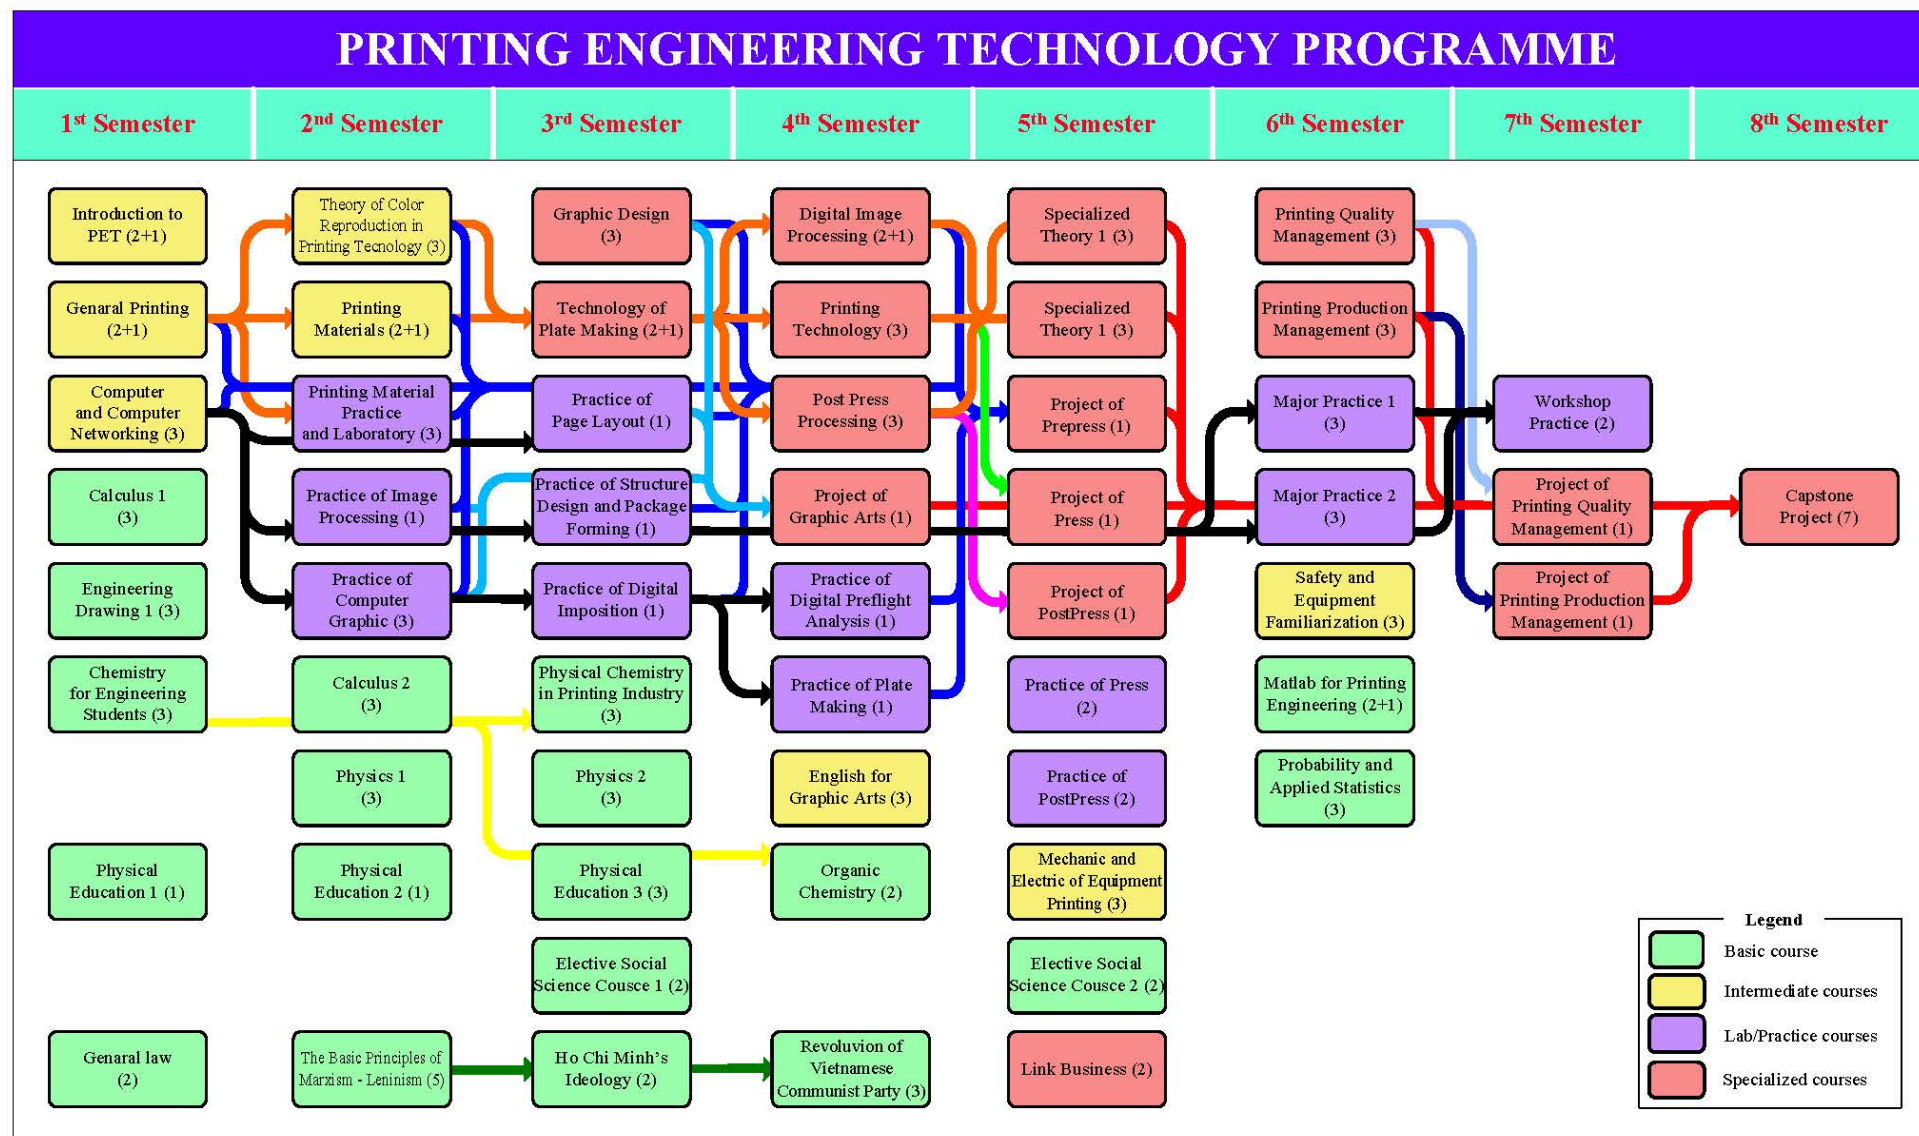 PRINTING ENGINEERING TECHNOLOGY PROGRAMME
1st Semester
2nd Semester
3rd Semester
4th Semester
5th Semester
6th Semester
7th Semester
8th Semester
Introduction to
PET (2+1)
Genaral Printing
(2+1)
Computer
and Computer
Networking (3)
Calculus 1
(3)
Engineering
Drawing 1 (3)
Chemistry
for Engineering
Students (3)
Physical
Education 1 (1)
Genaral law
(2)
Theory of Color
Reproduction in
Printing Tecnology (3)
Printing
Materials (2+1)
Printing Material
Practice
and Laboratory (3)
Practice of Image
Processing (1)
Practice of
Computer
Graphic (3)
Calculus 2
(3)
Physics 1
(3)
Physical
Education 2 (1)
The Basic Principles of
Marxism - Leninism (5)
Graphic Design
(3)
Technology of
Plate Making (2+1)
Practice of
Page Layout (1)
Practice of Structure
Design and Package
Forming (1)
Practice of Digital
Imposition (1)
Physical Chemistry
in Printing Industry
(3)
Physics 2
(3)
Physical
Education 3 (3)
Elective Social
Science Cousce 1 (2)
Ho Chi Minh's
Ideology (2)
Digital Image
Processing (2+1)
Printing
Technology (3)
Post Press
Processing (3)
Project of
Graphic Arts (1)
Practice of
Digital Preflight
Analysis (1)
Practice of Plate
Making (1)
English for
Graphic Arts (3)
Organic
Chemistry (2)
Revoluvion of
Vietnamese
Communist Party (3)
Specialized
Theory 1 (3)
Specialized
Theory 1 (3)
Project of
Prepress (1)
Project of
Press (1)
Project of
PostPress (1)
Practice of Press
(2)
Practice of
PostPress (2)
Mechanic and
Electric of Equipment
Printing (3)
Elective Social
Science Cousce 2 (2)
Link Business (2)
Printing Quality
Management (3)
Printing Production
Management (3)
Major Practice 1
(3)
Major Practice 2
(3)
Safety and
Equipment
Familiarization (3)
Matlab for Printing
Engineering (2+1)
Probability and
Applied Statistics
(3)
Workshop
Practice (2)
Project of
Printing Quality
Management (1)
Project of
Printing Production
Management (1)
Capstone
Project (7)
Legend
Basic course
Intermediate courses
Lab/Practice courses
Specialized courses